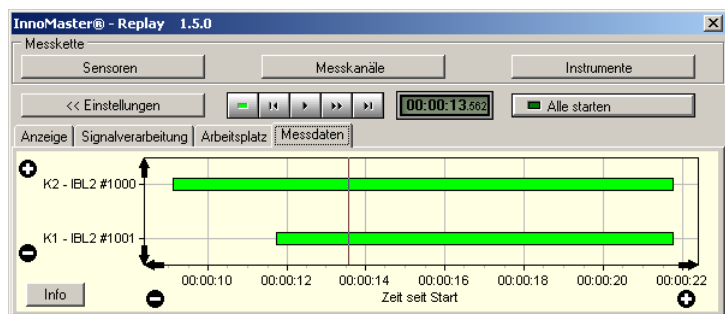 InnoMaster® - Replay 1.5.0
Messkette
Sensoren Messkanäle Instrumente
<< Einstellungen 00:00:13.562 Alle starten
Anzeige Signalverarbeitung Arbeitsplatz Messdaten
K2 - IBL2 #1000
K1 - IBL2 #1001
00:00:10 00:00:12 00:00:14 00:00:16 00:00:18 00:00:20 00:00:22
Info Zeit seit Start